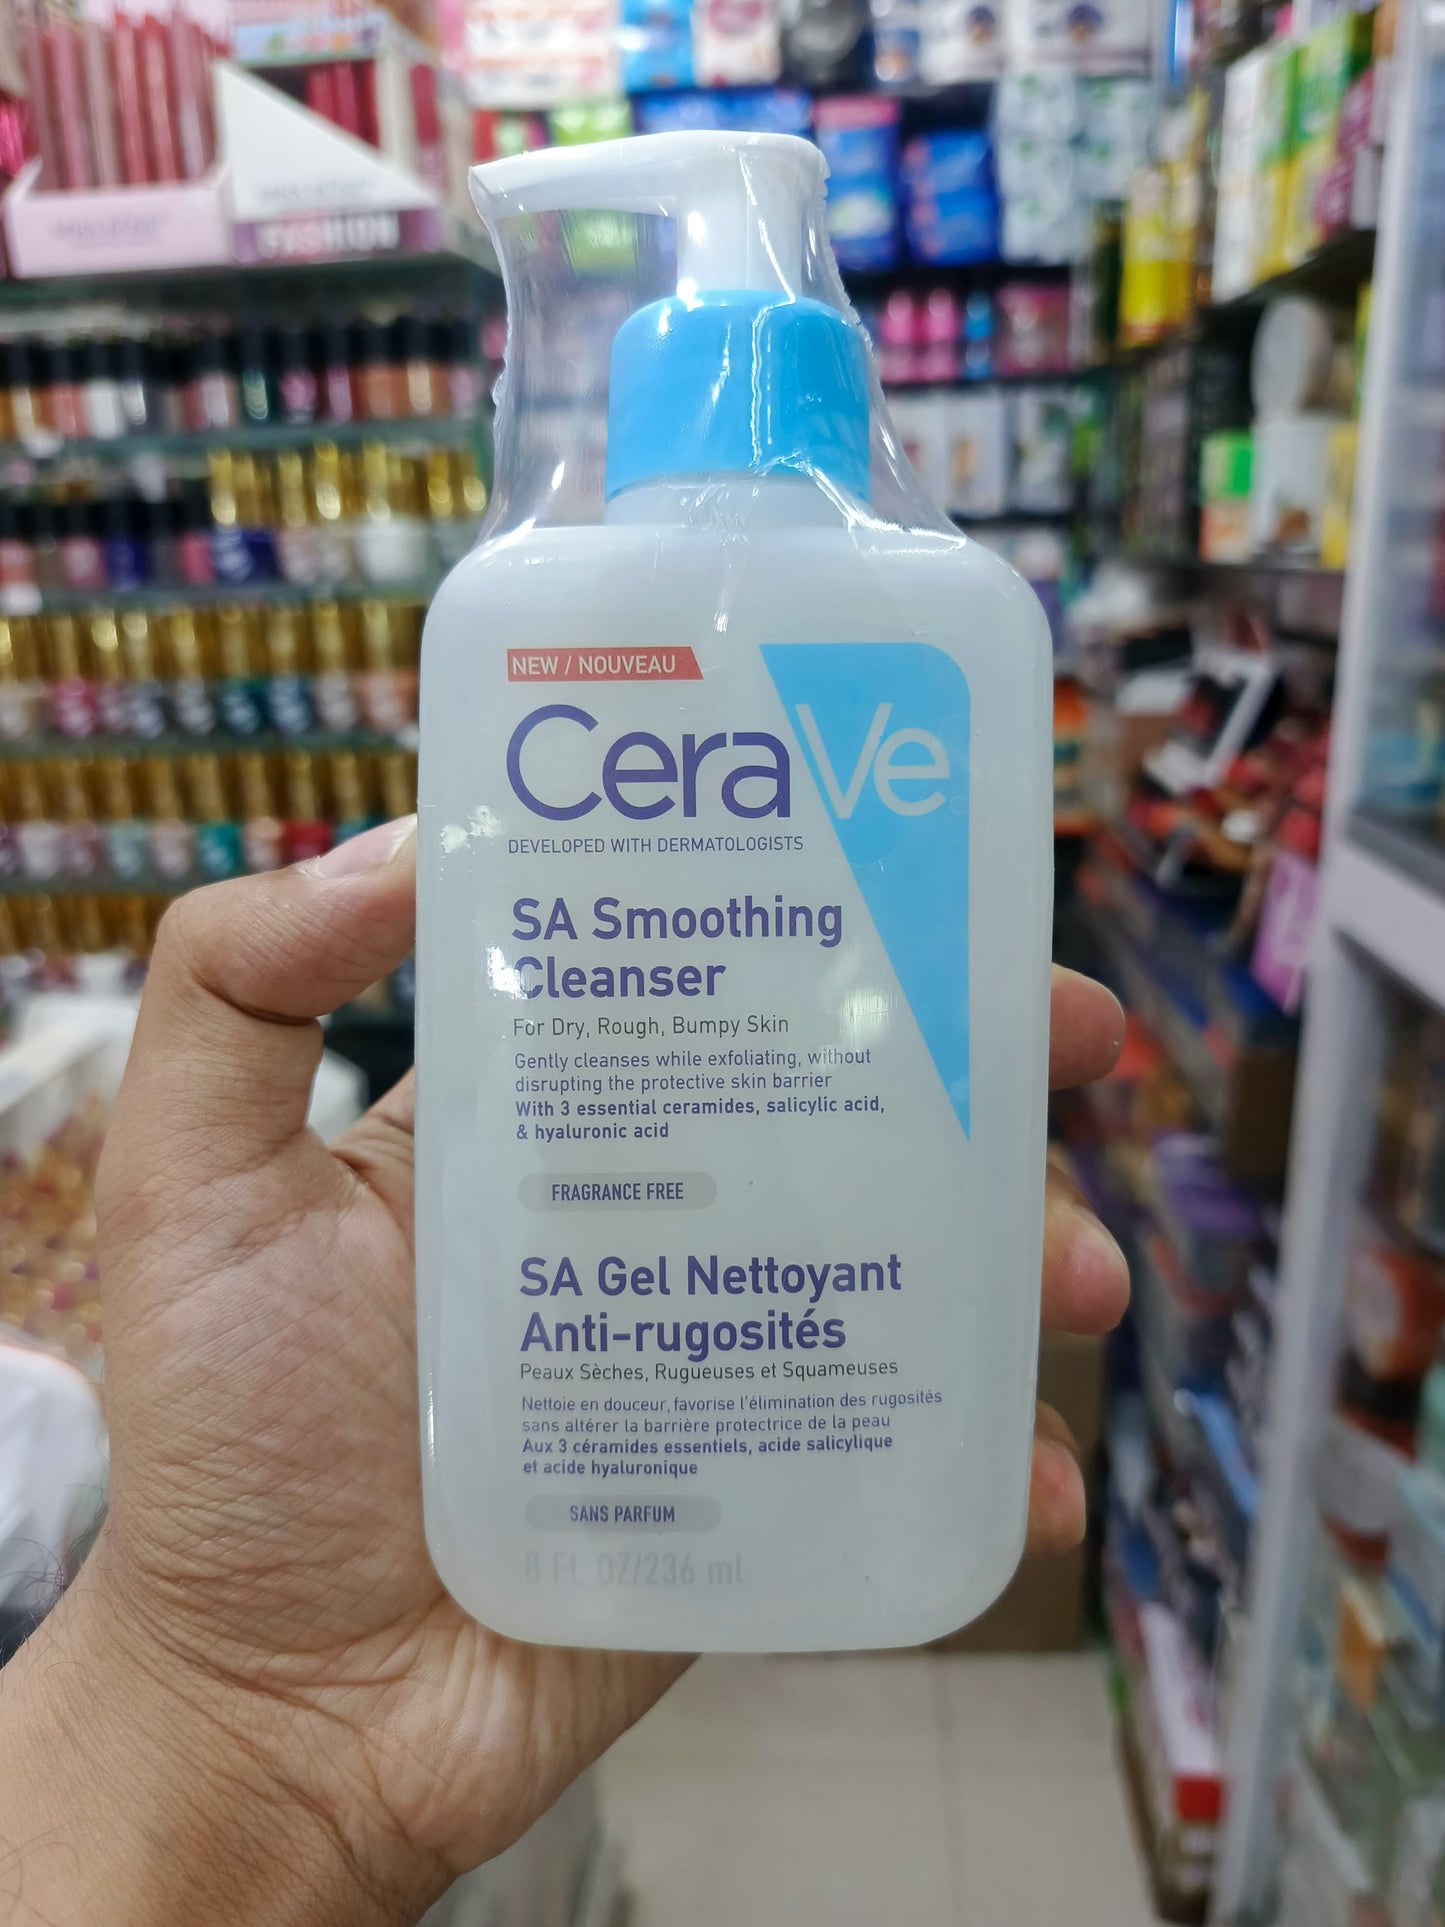 FASHION
NEW / NOUVEAU
CeraVe
DEVELOPED WITH DERMATOLOGISTS
SA Smoothing
Cleanser
For Dry, Rough, Bumpy Skin
Gently cleanses while exfoliating, without
disrupting the protective skin barrier
With 3 essential ceramides, salicylic acid,
& hyaluronic acid
FRAGRANCE FREE
SA Gel Nettoyant
Anti-rugosités
Peaux Sèches, Rugueuses et Squameuses
Nettoie en douceur, favorise l'élimination des rugosités
sans altérer la barrière protectrice de la peau
Aux 3 céramides essentiels, acide salicylique
et acide hyaluronique
SANS PARFUM
8 FL OZ/236 ml